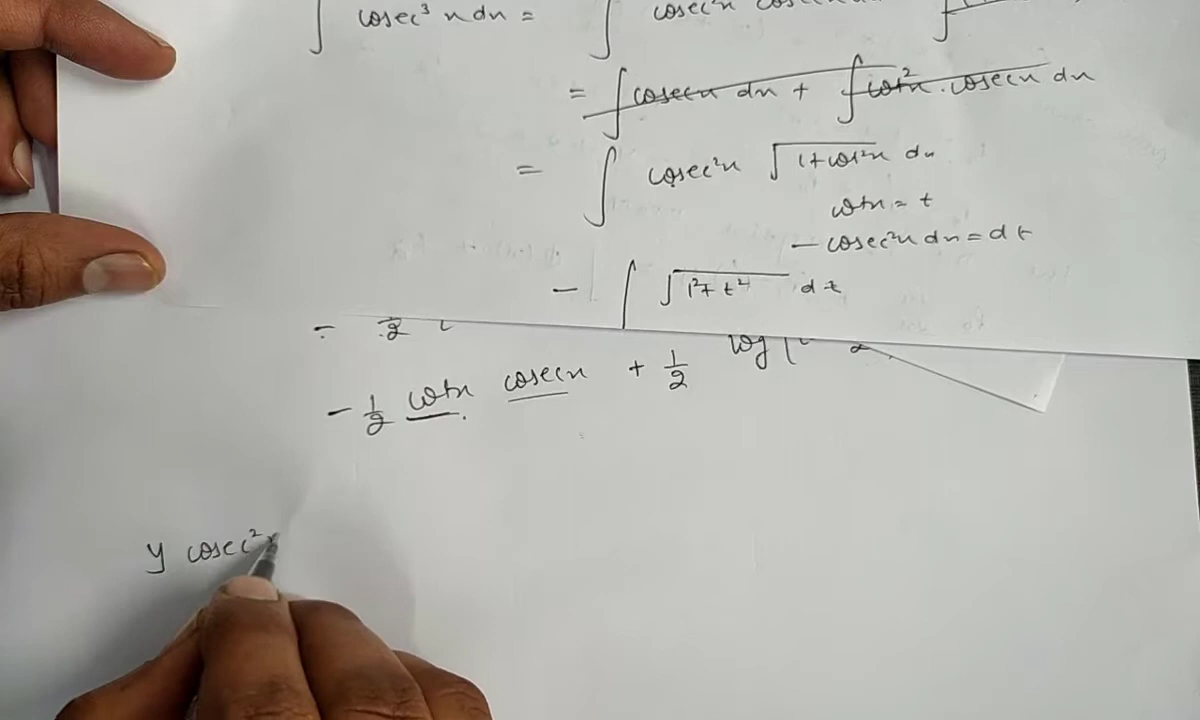 ∫ cosec³ x dx = ∫ cosec²x
= ∫ cosecx dx + ∫ cot²x . cosecx dx
= ∫ cosec²x √1+cot²x dx
cotx = t
- cosec²x dx = dt
- ∫ √1²+t² dt
- 1/2 cotx cosecx + 1/2 log
y cosec²